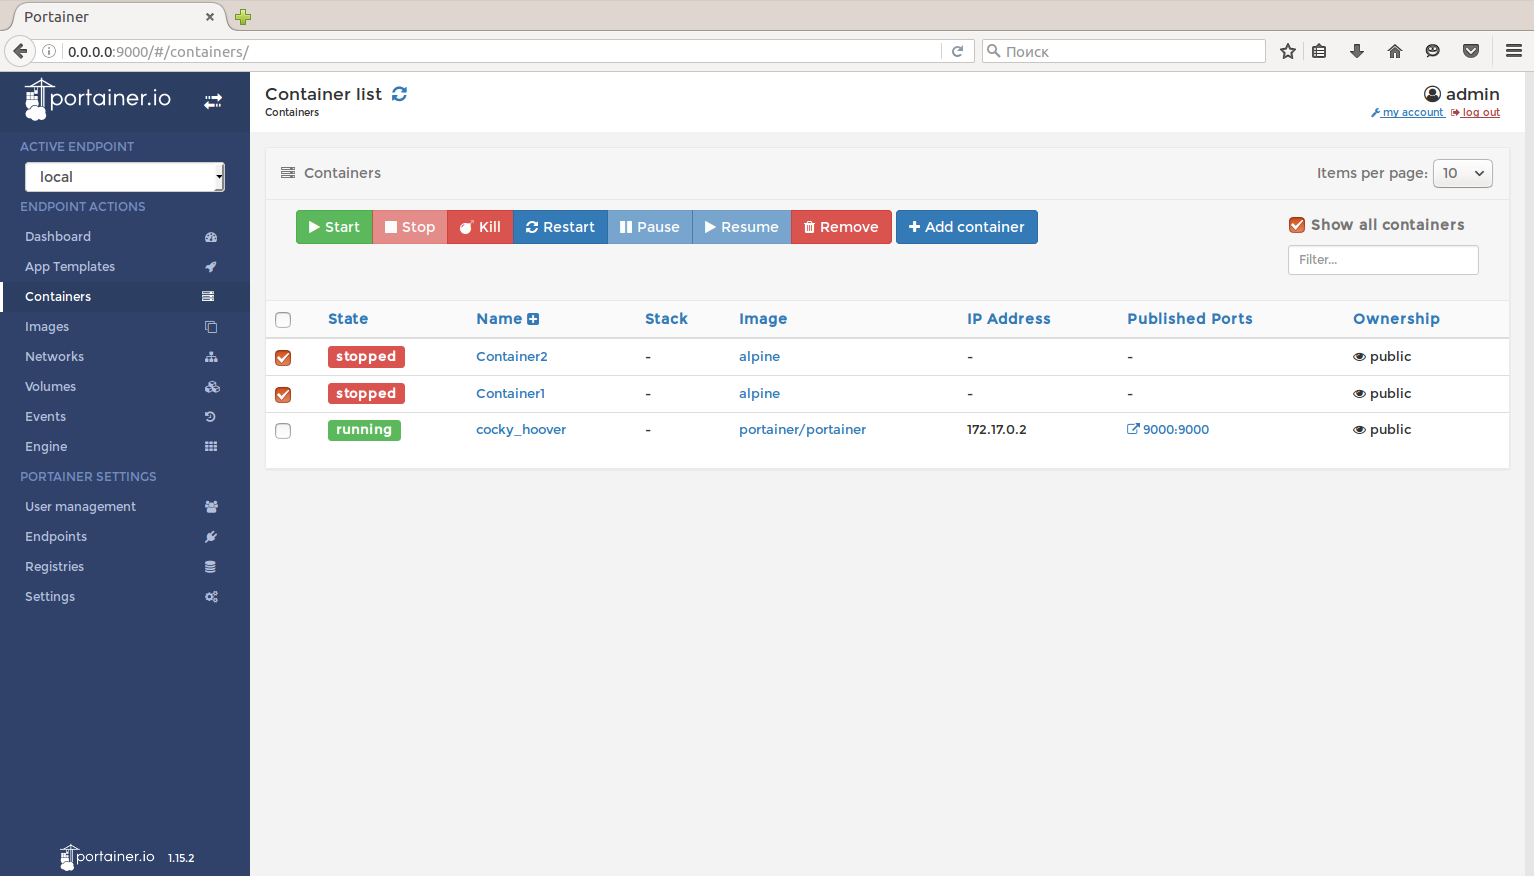 Portainer
0.0.0.0:9000/#/containers/
Поиск
portainer.io
ACTIVE ENDPOINT
local
ENDPOINT ACTIONS
Dashboard
App Templates
Containers
Images
Networks
Volumes
Events
Engine
PORTAINER SETTINGS
User management
Endpoints
Registries
Settings
portainer.io 1.15.2
Container list
Containers
admin
my account log out
Containers
Items per page: 10
Start Stop Kill Restart Pause Resume Remove Add container
Show all containers
Filter...
State Name Stack Image IP Address Published Ports Ownership
stopped Container2 - alpine - - public
stopped Container1 - alpine - - public
running cocky_hoover - portainer/portainer 172.17.0.2 9000:9000 public